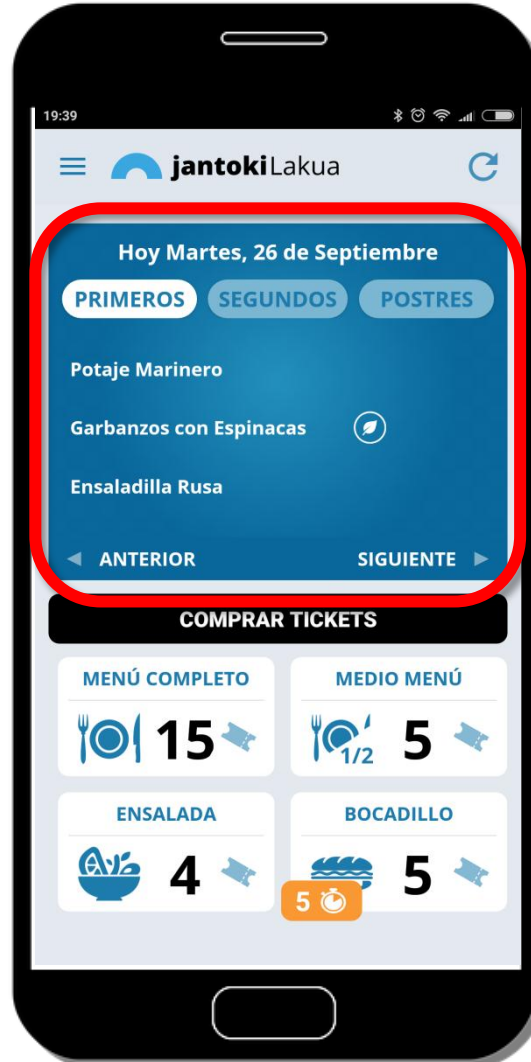 19:39
jantokiLakua
Hoy Martes, 26 de Septiembre
PRIMEROS SEGUNDOS POSTRES
Potaje Marinero
Garbanzos con Espinacas
Ensaladilla Rusa
ANTERIOR SIGUIENTE
COMPRAR TICKETS
MENÚ COMPLETO MEDIO MENÚ
15 1/2 5
ENSALADA BOCADILLO
4 5
5